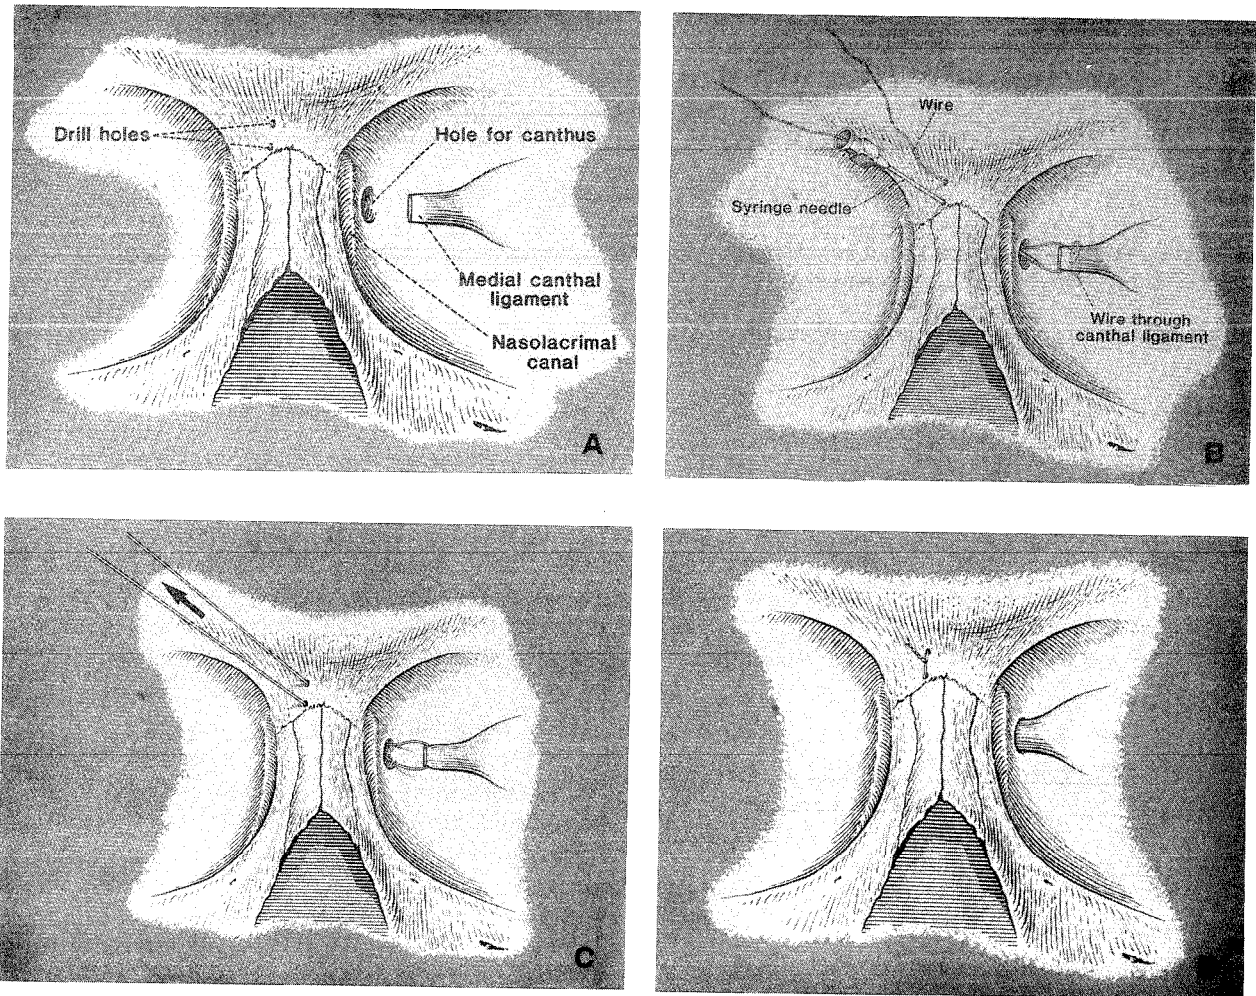 Drill holes
Hole for canthus
Medial canthal
ligament
Nasolacrimal
canal
A
Wire
Syringe needle
Wire through
canthal ligament
B
C